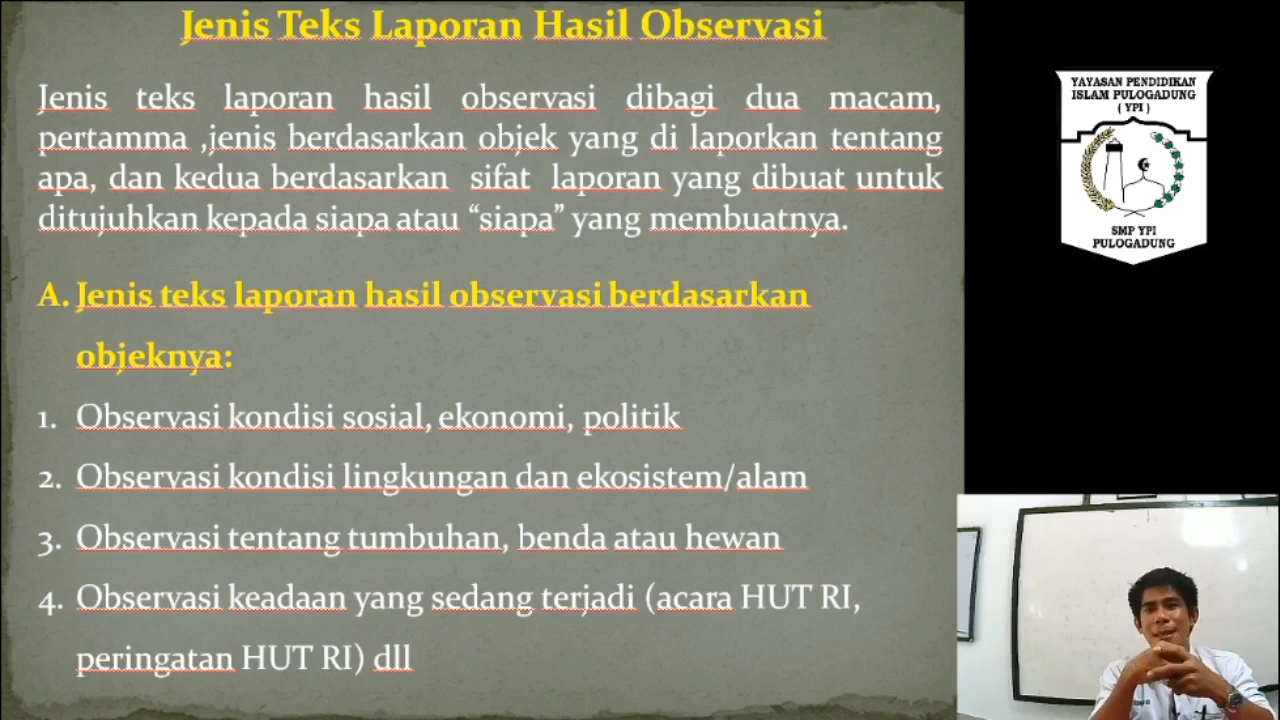 Jenis Teks Laporan Hasil Observasi
Jenis teks laporan hasil observasi dibagi dua macam,
pertamma ,jenis berdasarkan objek yang di laporkan tentang
apa, dan kedua berdasarkan sifat laporan yang dibuat untuk
ditujuhkan kepada siapa atau “siapa” yang membuatnya.
A. Jenis teks laporan hasil observasi berdasarkan
objeknya:
1. Observasi kondisi sosial, ekonomi, politik
2. Observasi kondisi lingkungan dan ekosistem/alam
3. Observasi tentang tumbuhan, benda atau hewan
4. Observasi keadaan yang sedang terjadi (acara HUT RI,
peringatan HUT RI) dll
YAYASAN PENDIDIKAN
ISLAM PULOGADUNG
( YPI )
SMP YPI
PULOGADUNG